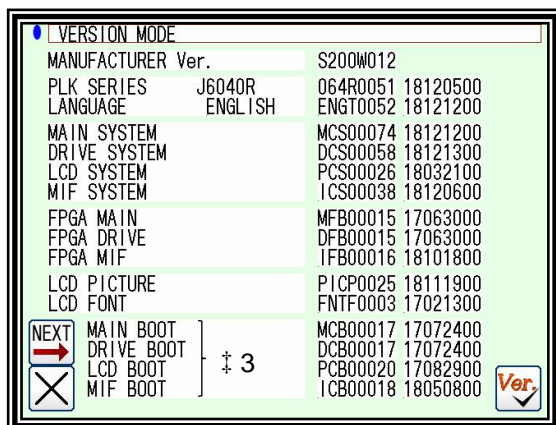 VERSION MODE
MANUFACTURER Ver. S200W012
PLK SERIES J6040R 064R0051 18120500
LANGUAGE ENGLISH ENGT0052 18121200
MAIN SYSTEM MCS00074 18121200
DRIVE SYSTEM DCS00058 18121300
LCD SYSTEM PCS00026 18032100
MIF SYSTEM ICS00038 18120600
FPGA MAIN MFB00015 17063000
FPGA DRIVE DFB00015 17063000
FPGA MIF IFB00016 18101800
LCD PICTURE PICP0025 18111900
LCD FONT FNTF0003 17021300
NEXT
MAIN BOOT MCB00017 17072400
DRIVE BOOT DCB00017 17072400
LCD BOOT PCB00020 17082900
MIF BOOT ICB00018 18050800
‡3
Ver.